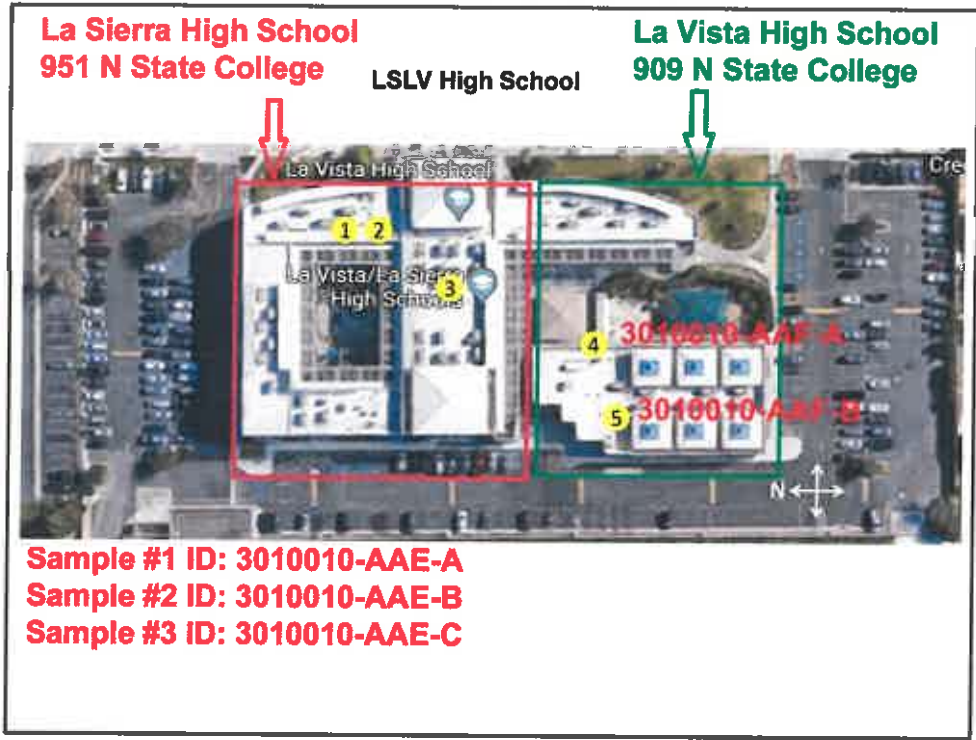 La Sierra High School
951 N State College
LSLV High School
La Vista High School
909 N State College
La Vista High School
Cre
1
2
La Vista/La Sierra
High Schools
3
4
3010010-AAF-A
5
3010010-AAF-B
N
Sample #1 ID: 3010010-AAE-A
Sample #2 ID: 3010010-AAE-B
Sample #3 ID: 3010010-AAE-C